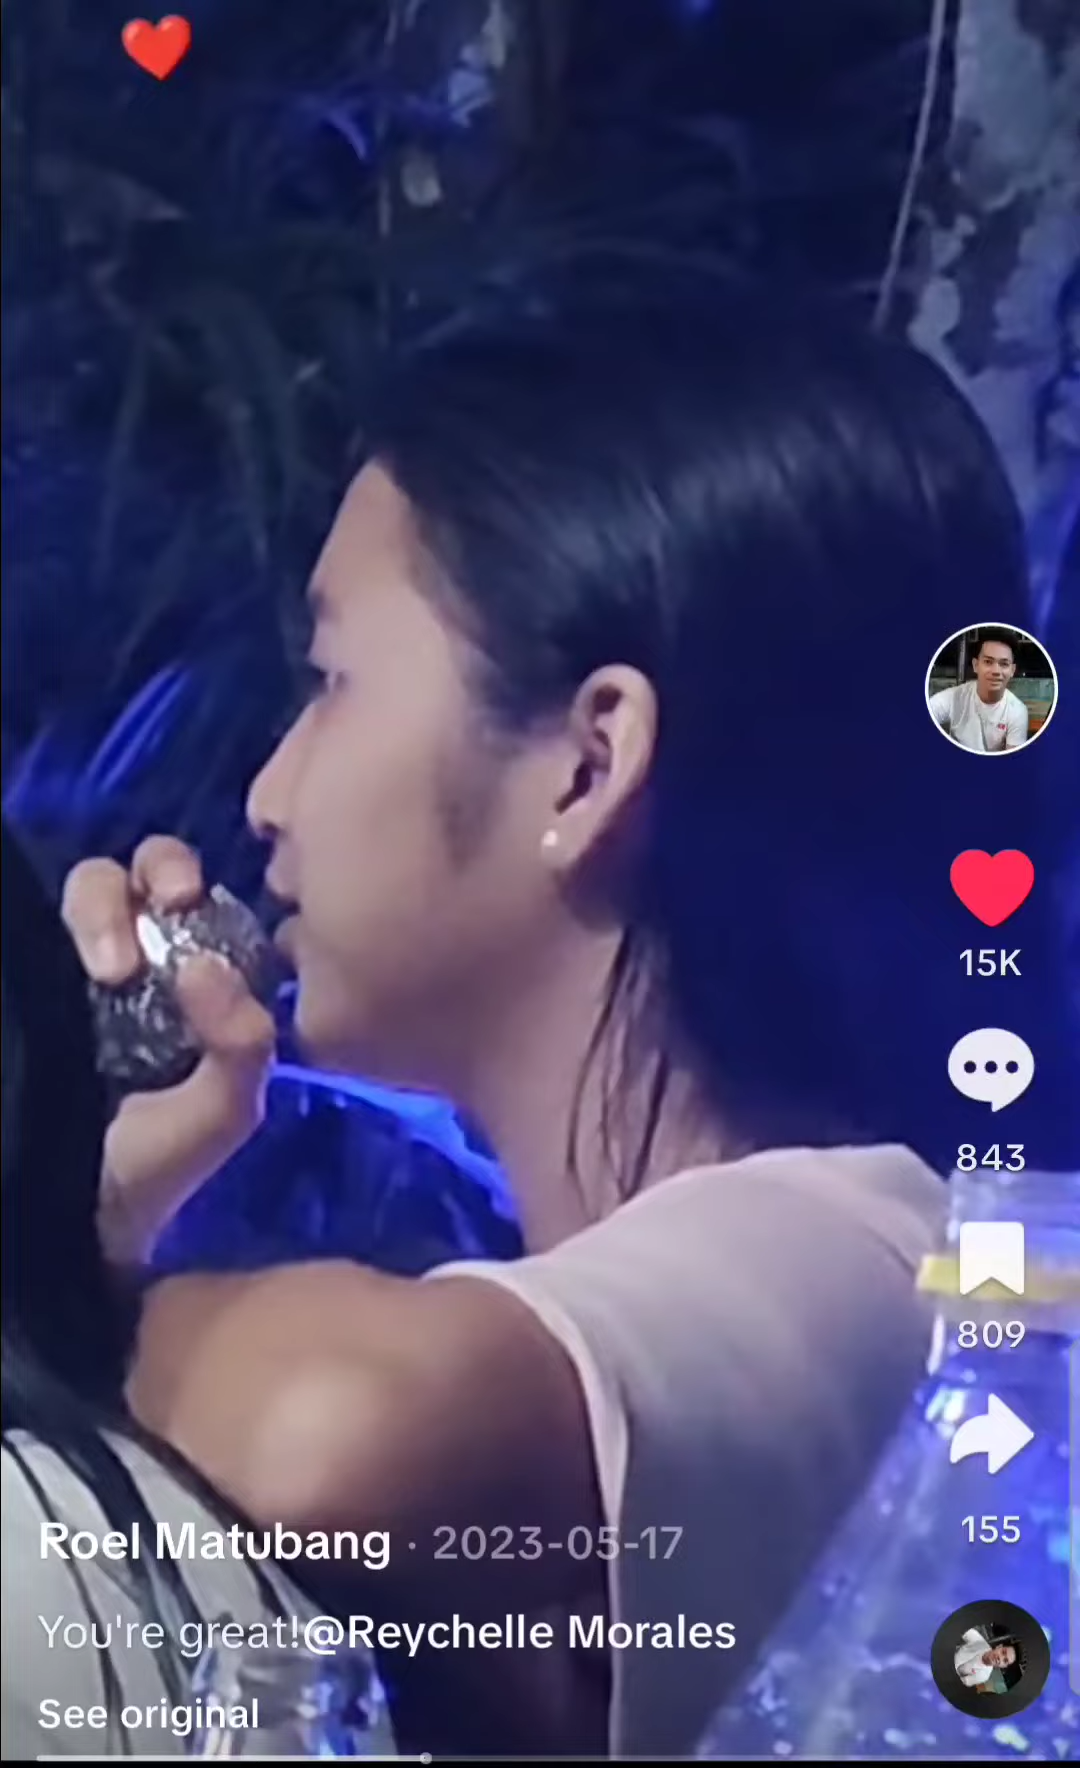 15K
843
809
155
Roel Matubang · 2023-05-17
You're great!@Reychelle Morales
See original